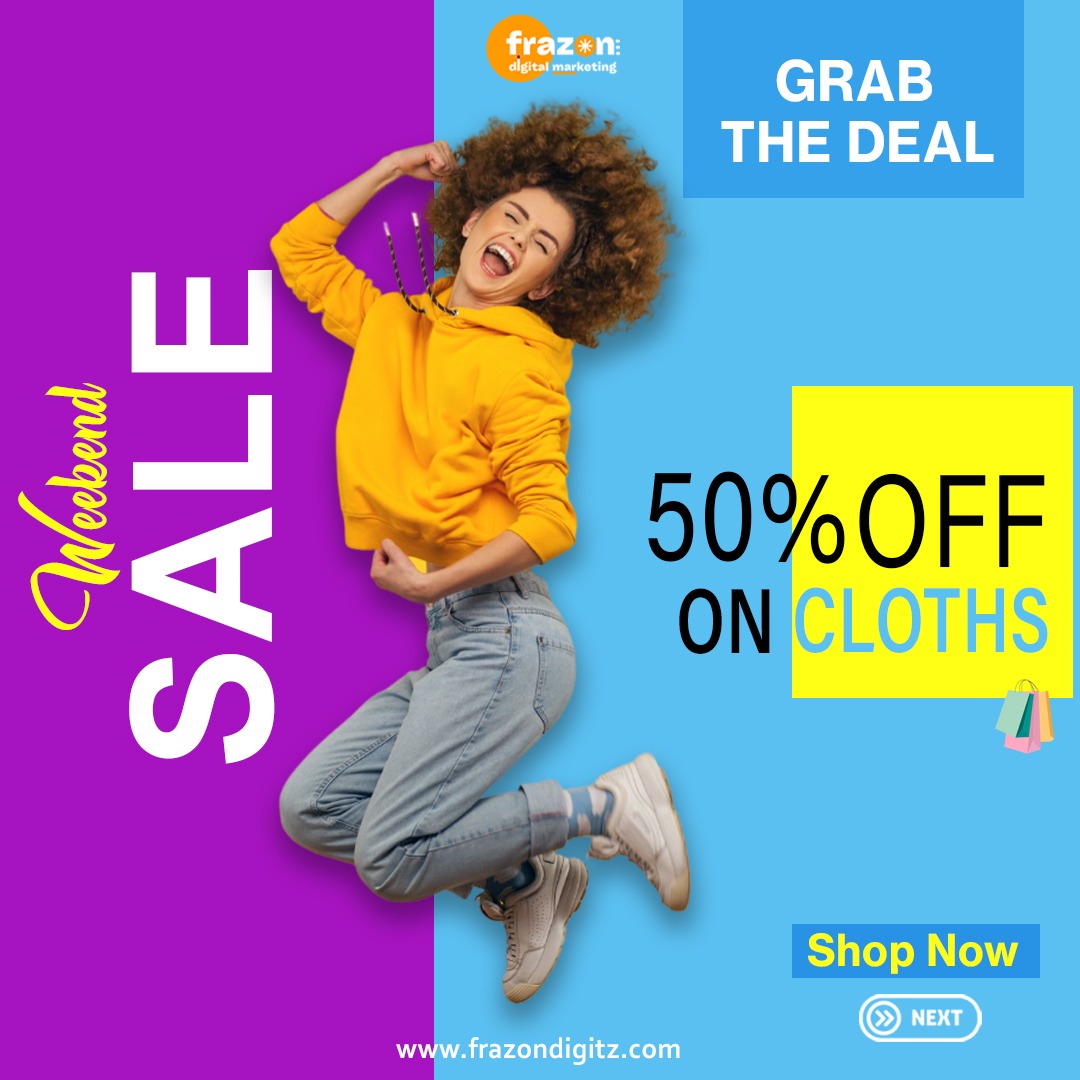 frazon
digital marketing
GRAB
THE DEAL
Weekend
SALE
50%OFF
ON CLOTHS
Shop Now
NEXT
www.frazondigitz.com